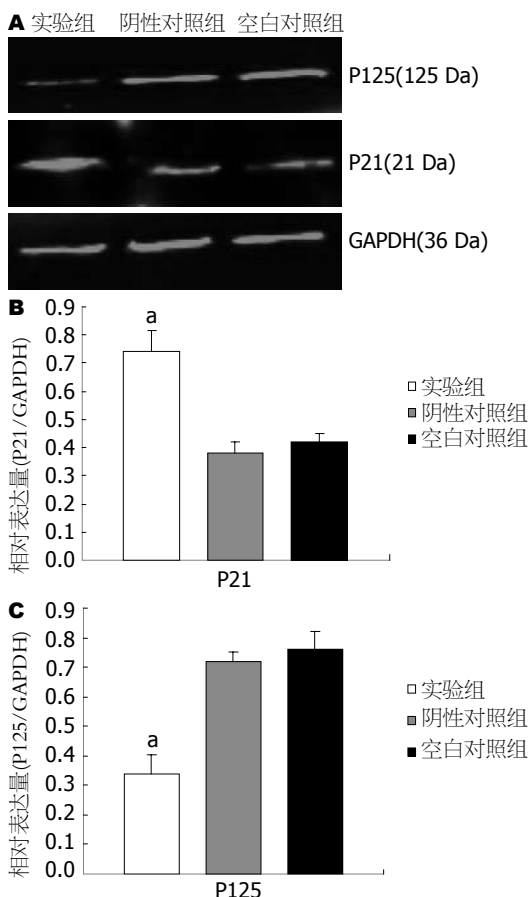 A 实验组 阴性对照组 空白对照组
P125(125 Da)
P21(21 Da)
GAPDH(36 Da)
B
相对表达量(P21/GAPDH)
0.9
0.8
0.7
0.6
0.5
0.4
0.3
0.2
0.1
0.0
a
P21
实验组
阴性对照组
空白对照组
C
相对表达量(P125/GAPDH)
0.9
0.8
0.7
0.6
0.5
0.4
0.3
0.2
0.1
0.0
a
P125
实验组
阴性对照组
空白对照组